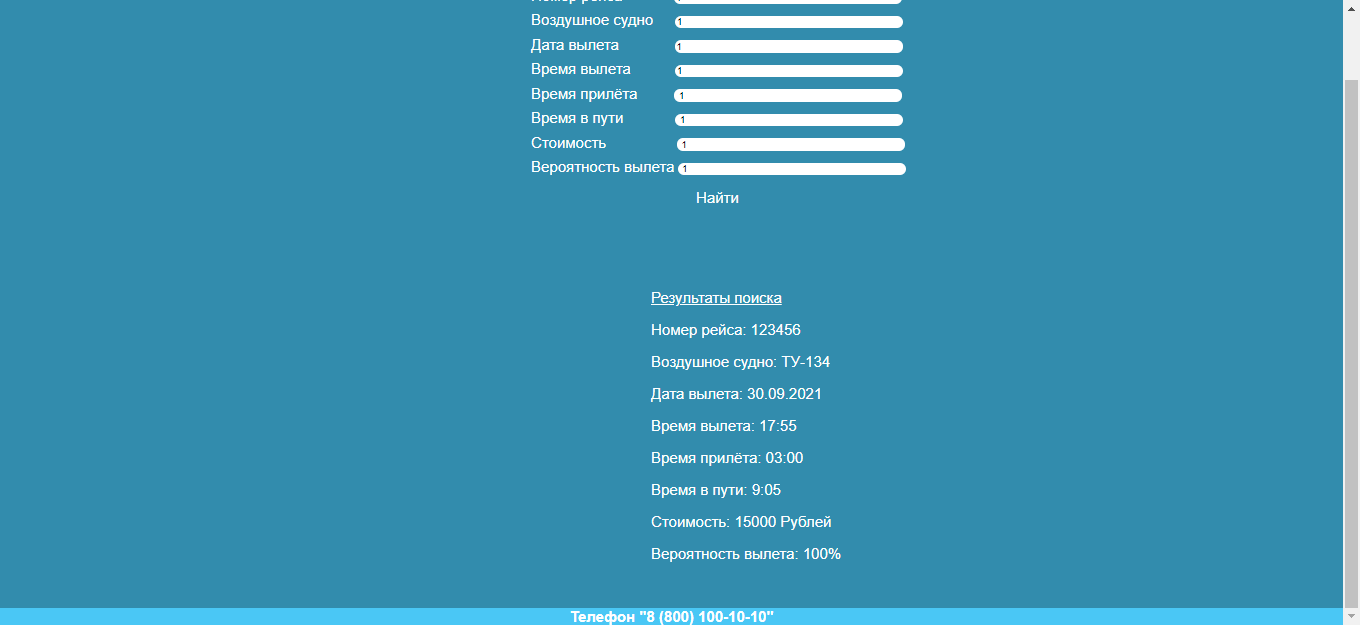 Номер рейса
Воздушное судно 1
Дата вылета 1
Время вылета 1
Время прилёта 1
Время в пути 1
Стоимость 1
Вероятность вылета 1
Найти
Результаты поиска
Номер рейса: 123456
Воздушное судно: ТУ-134
Дата вылета: 30.09.2021
Время вылета: 17:55
Время прилёта: 03:00
Время в пути: 9:05
Стоимость: 15000 Рублей
Вероятность вылета: 100%
Телефон "8 (800) 100-10-10"